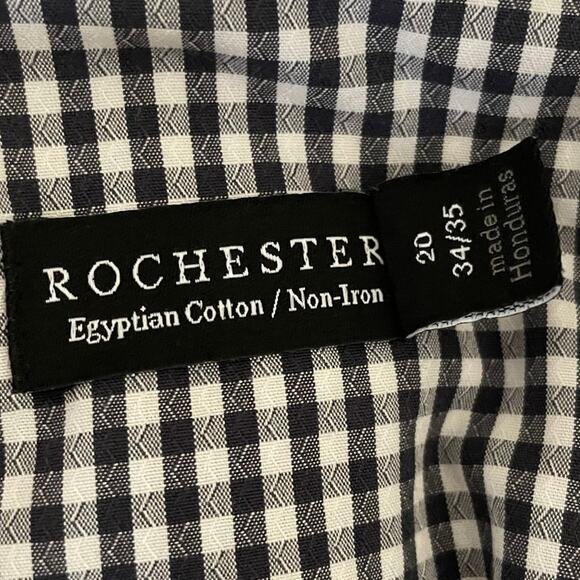 ROCHESTER
Egyptian Cotton / Non-Iron
20
34/35
made in
Honduras